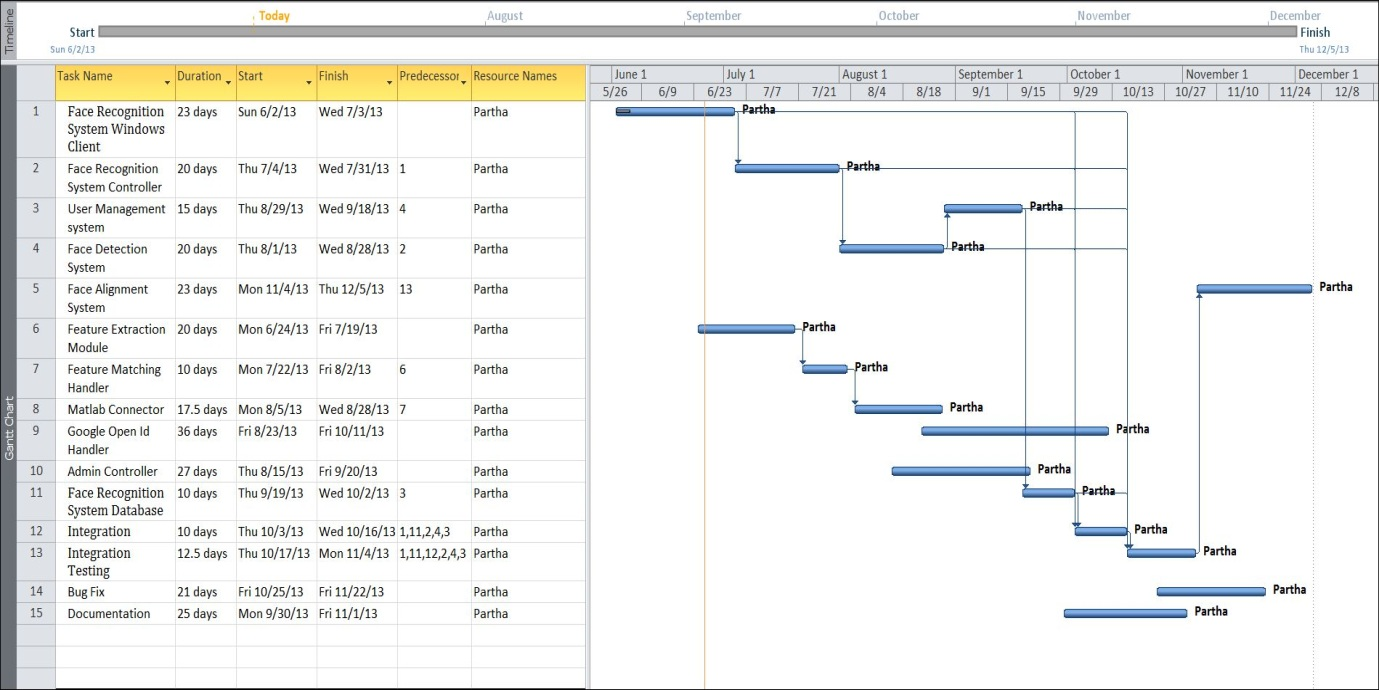 Timeline
Today August September October November December
Start Finish
Sun 6/2/13 Thu 12/5/13
Gantt Chart
Task Name Duration Start Finish Predecessor Resource Names
June 1 July 1 August 1 September 1 October 1 November 1 December 1
5/26 6/9 6/23 7/7 7/21 8/4 8/18 9/1 9/15 9/29 10/13 10/27 11/10 11/24 12/8
1 Face Recognition 23 days Sun 6/2/13 Wed 7/3/13 Partha Partha
System Windows
Client
2 Face Recognition 20 days Thu 7/4/13 Wed 7/31/13 1 Partha Partha
System Controller
3 User Management 15 days Thu 8/29/13 Wed 9/18/13 4 Partha Partha
system
4 Face Detection 20 days Thu 8/1/13 Wed 8/28/13 2 Partha Partha
System
5 Face Alignment 23 days Mon 11/4/13 Thu 12/5/13 13 Partha Partha
System
6 Feature Extraction 20 days Mon 6/24/13 Fri 7/19/13 Partha Partha
Module
7 Feature Matching 10 days Mon 7/22/13 Fri 8/2/13 6 Partha Partha
Handler
8 Matlab Connector 17.5 days Mon 8/5/13 Wed 8/28/13 7 Partha Partha
9 Google Open Id 36 days Fri 8/23/13 Fri 10/11/13 Partha Partha
Handler
10 Admin Controller 27 days Thu 8/15/13 Fri 9/20/13 Partha Partha
11 Face Recognition 10 days Thu 9/19/13 Wed 10/2/13 3 Partha Partha
System Database
12 Integration 10 days Thu 10/3/13 Wed 10/16/13 1,11,2,4,3 Partha Partha
13 Integration 12.5 days Thu 10/17/13 Mon 11/4/13 1,11,12,2,4,3 Partha Partha
Testing
14 Bug Fix 21 days Fri 10/25/13 Fri 11/22/13 Partha Partha
15 Documentation 25 days Mon 9/30/13 Fri 11/1/13 Partha Partha